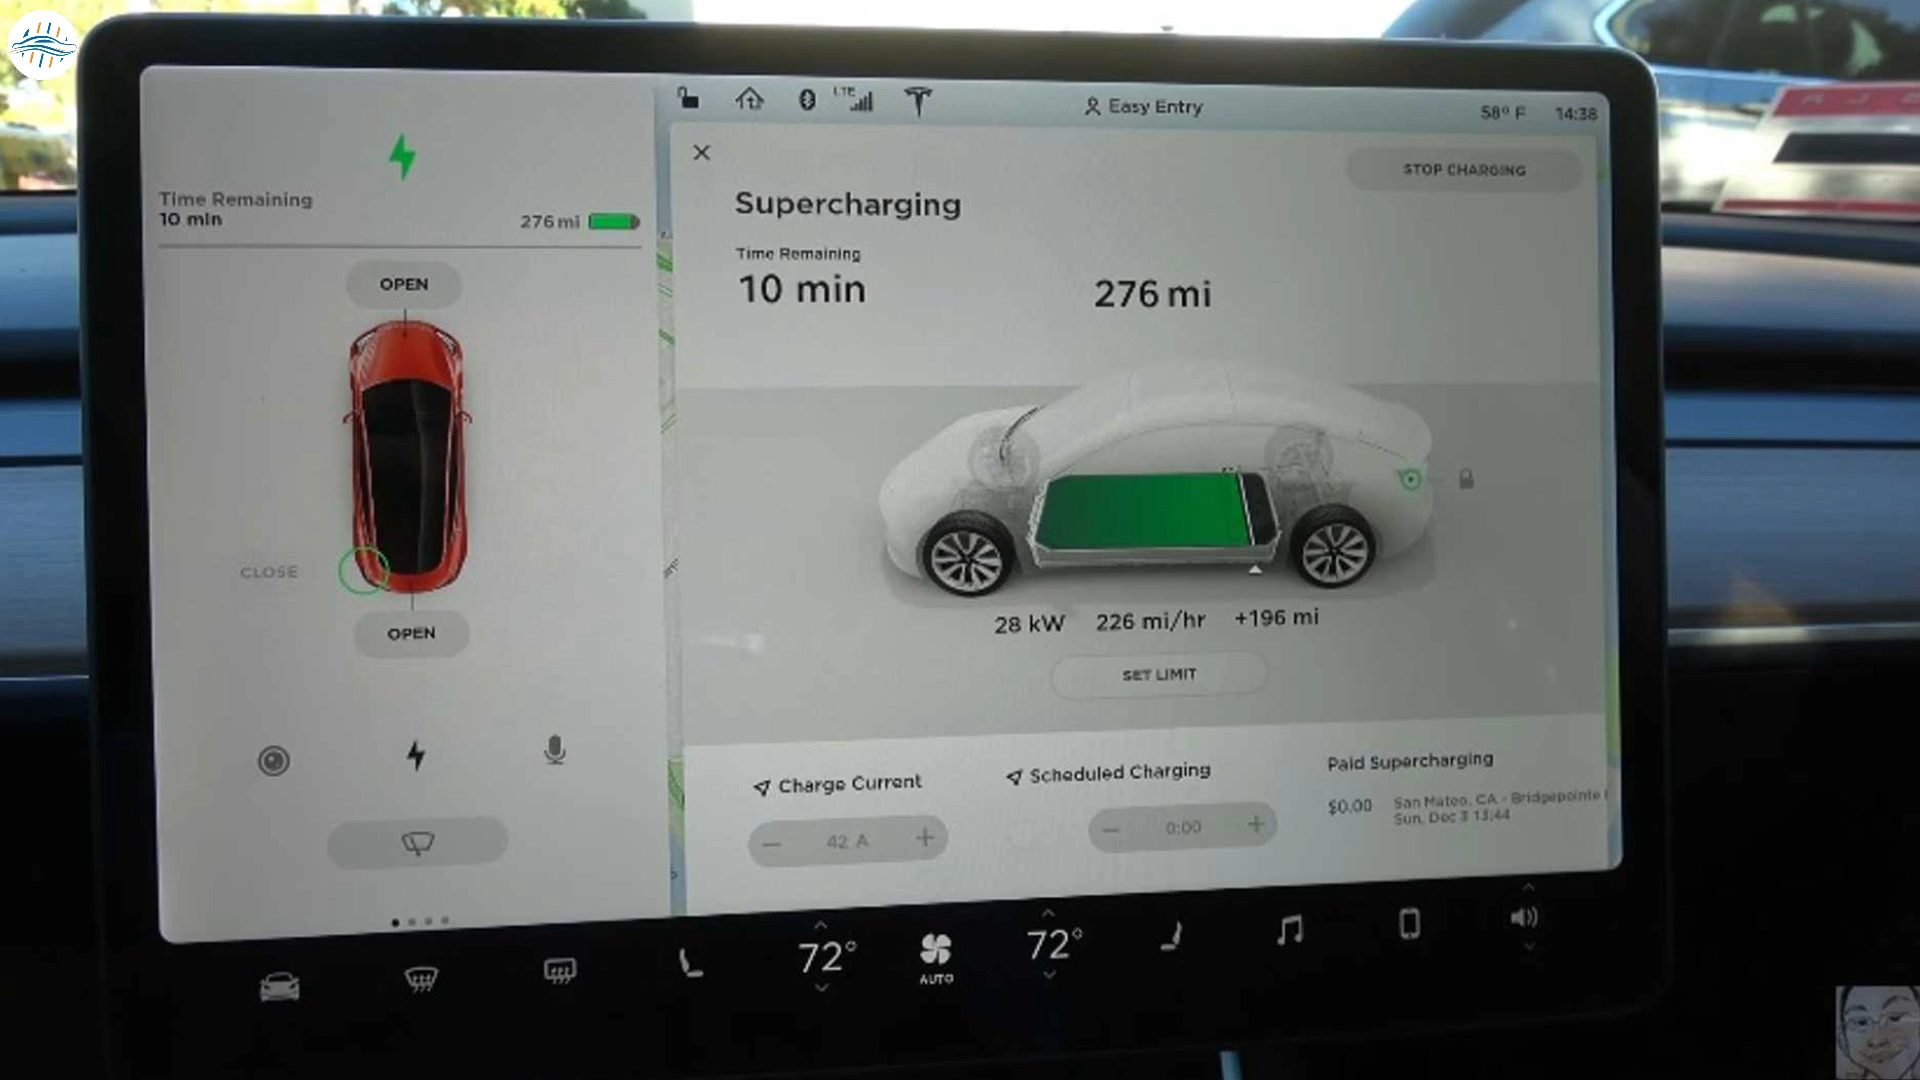 Time Remaining
10 min
276 mi
OPEN
CLOSE
OPEN
LTE
Easy Entry
58° F
14:38
STOP CHARGING
Supercharging
Time Remaining
10 min
276 mi
28 kW 226 mi/hr +196 mi
SET LIMIT
Charge Current
− 42 A +
Scheduled Charging
− 0:00 +
Paid Supercharging
$0.00
San Mateo, CA - Bridgepointe
Sun, Dec 3 13:44
72°
AUTO
72°